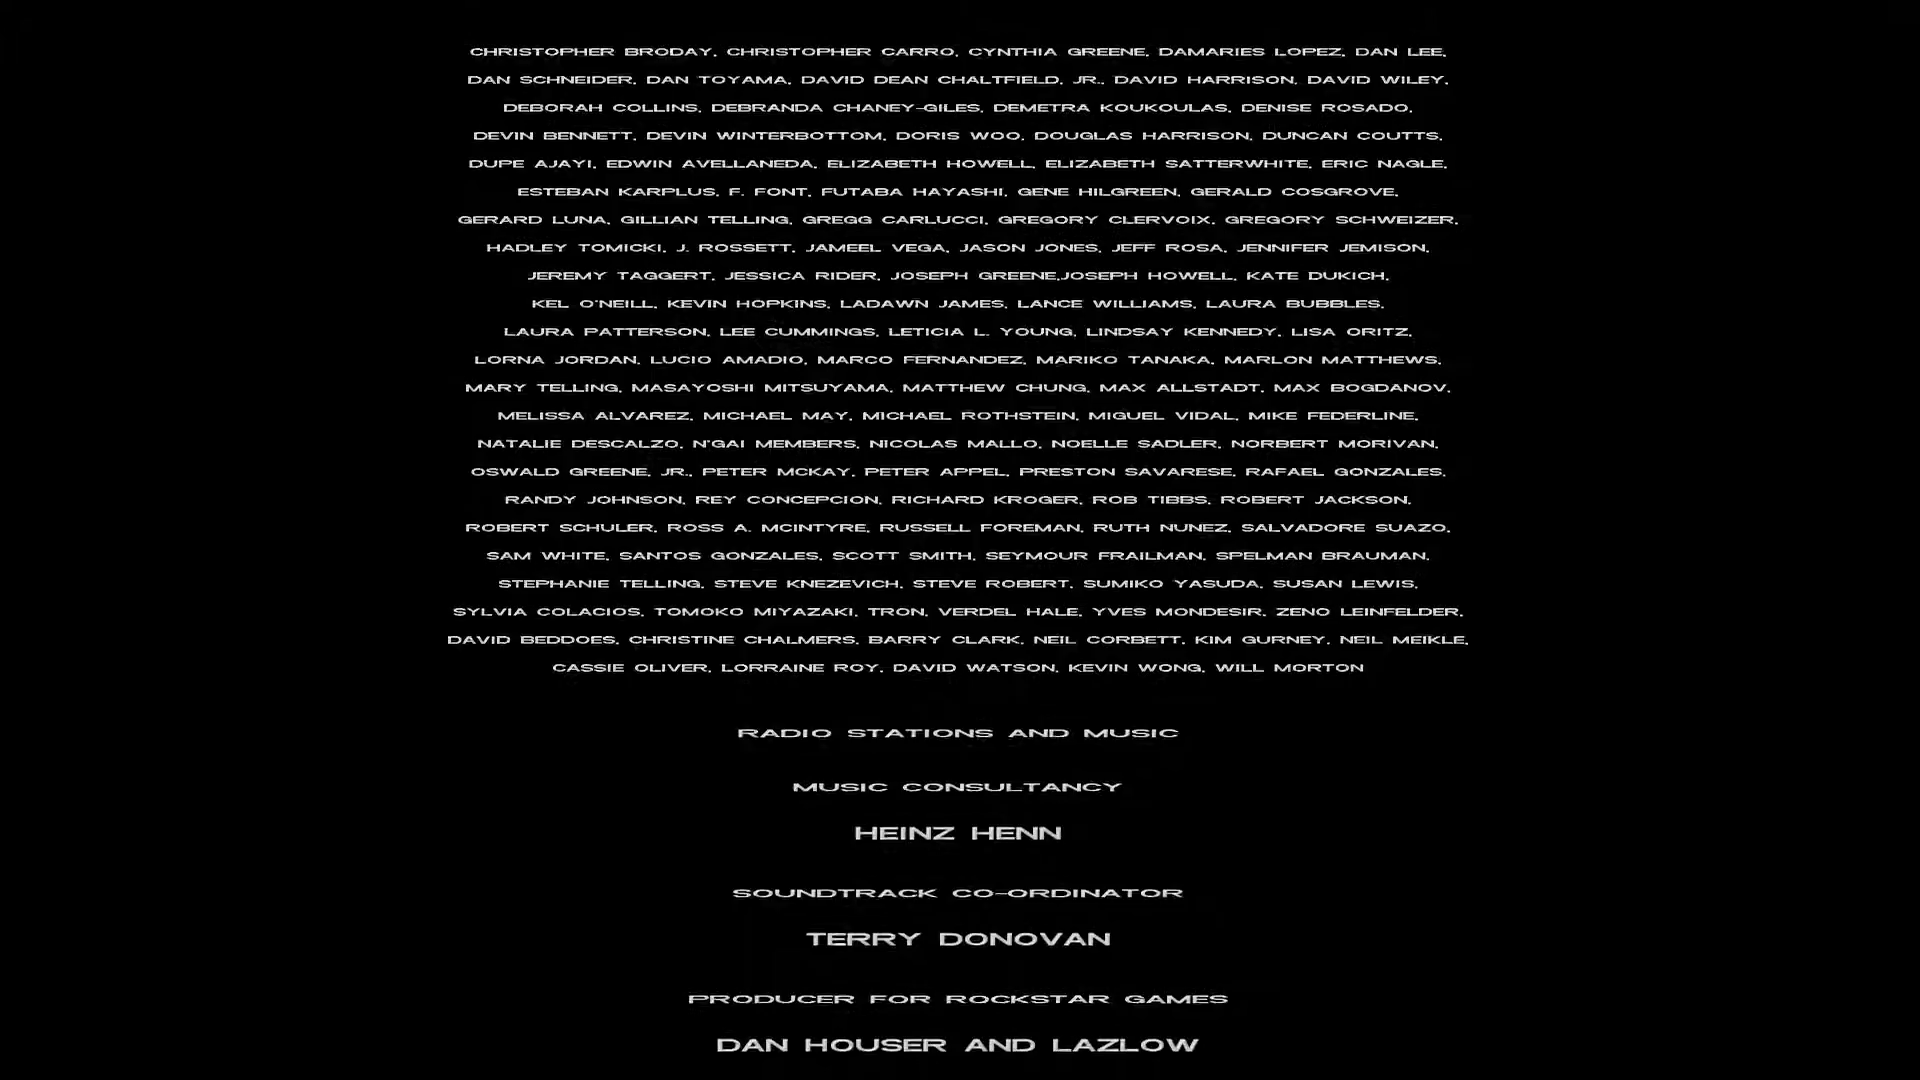 CHRISTOPHER BRODAY, CHRISTOPHER CARRO, CYNTHIA GREENE, DAMARIES LOPEZ, DAN LEE,
DAN SCHNEIDER, DAN TOYAMA, DAVID DEAN CHALTFIELD, JR., DAVID HARRISON, DAVID WILEY,
DEBORAH COLLINS, DEBRANDA CHANEY-GILES, DEMETRA KOUKOULAS, DENISE ROSADO,
DEVIN BENNETT, DEVIN WINTERBOTTOM, DORIS WOO, DOUGLAS HARRISON, DUNCAN COUTTS,
DUPE AJAYI, EDWIN AVELLANEDA, ELIZABETH HOWELL, ELIZABETH SATTERWHITE, ERIC NAGLE,
ESTEBAN KARPLUS, F. FONT, FUTABA HAYASHI, GENE HILGREEN, GERALD COSGROVE,
GERARD LUNA, GILLIAN TELLING, GREGG CARLUCCI, GREGORY CLERVOIX, GREGORY SCHWEIZER,
HADLEY TOMICKI, J. ROSSETT, JAMEEL VEGA, JASON JONES, JEFF ROSA, JENNIFER JEMISON,
JEREMY TAGGERT, JESSICA RIDER, JOSEPH GREENE,JOSEPH HOWELL, KATE DUKICH,
KEL O'NEILL, KEVIN HOPKINS, LADAWN JAMES, LANCE WILLIAMS, LAURA BUBBLES,
LAURA PATTERSON, LEE CUMMINGS, LETICIA L. YOUNG, LINDSAY KENNEDY, LISA ORITZ,
LORNA JORDAN, LUCIO AMADIO, MARCO FERNANDEZ, MARIKO TANAKA, MARLON MATTHEWS,
MARY TELLING, MASAYOSHI MITSUYAMA, MATTHEW CHUNG, MAX ALLSTADT, MAX BOGDANOV,
MELISSA ALVAREZ, MICHAEL MAY, MICHAEL ROTHSTEIN, MIGUEL VIDAL, MIKE FEDERLINE,
NATALIE DESCALZO, N'GAI MEMBERS, NICOLAS MALLO, NOELLE SADLER, NORBERT MORIVAN,
OSWALD GREENE, JR., PETER MCKAY, PETER APPEL, PRESTON SAVARESE, RAFAEL GONZALES,
RANDY JOHNSON, REY CONCEPCION, RICHARD KROGER, ROB TIBBS, ROBERT JACKSON,
ROBERT SCHULER, ROSS A. MCINTYRE, RUSSELL FOREMAN, RUTH NUNEZ, SALVADORE SUAZO,
SAM WHITE, SANTOS GONZALES, SCOTT SMITH, SEYMOUR FRAILMAN, SPELMAN BRAUMAN,
STEPHANIE TELLING, STEVE KNEZEVICH, STEVE ROBERT, SUMIKO YASUDA, SUSAN LEWIS,
SYLVIA COLACIOS, TOMOKO MIYAZAKI, TRON, VERDEL HALE, YVES MONDESIR, ZENO LEINFELDER,
DAVID BEDDOES, CHRISTINE CHALMERS, BARRY CLARK, NEIL CORBETT, KIM GURNEY, NEIL MEIKLE,
CASSIE OLIVER, LORRAINE ROY, DAVID WATSON, KEVIN WONG, WILL MORTON
RADIO STATIONS AND MUSIC
MUSIC CONSULTANCY
HEINZ HENN
SOUNDTRACK CO-ORDINATOR
TERRY DONOVAN
PRODUCER FOR ROCKSTAR GAMES
DAN HOUSER AND LAZLOW